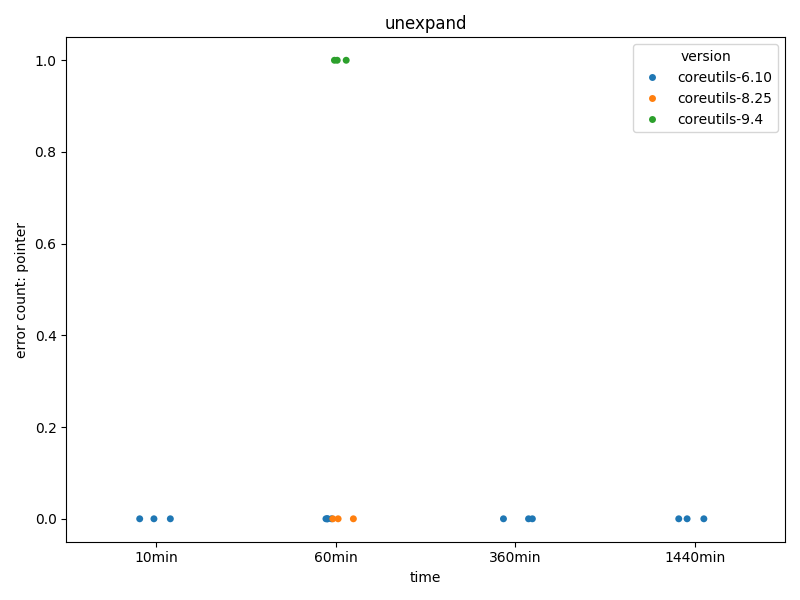 unexpand
version
coreutils-6.10
coreutils-8.25
coreutils-9.4
error count: pointer
1.0
0.8
0.6
0.4
0.2
0.0
10min
60min
360min
1440min
time